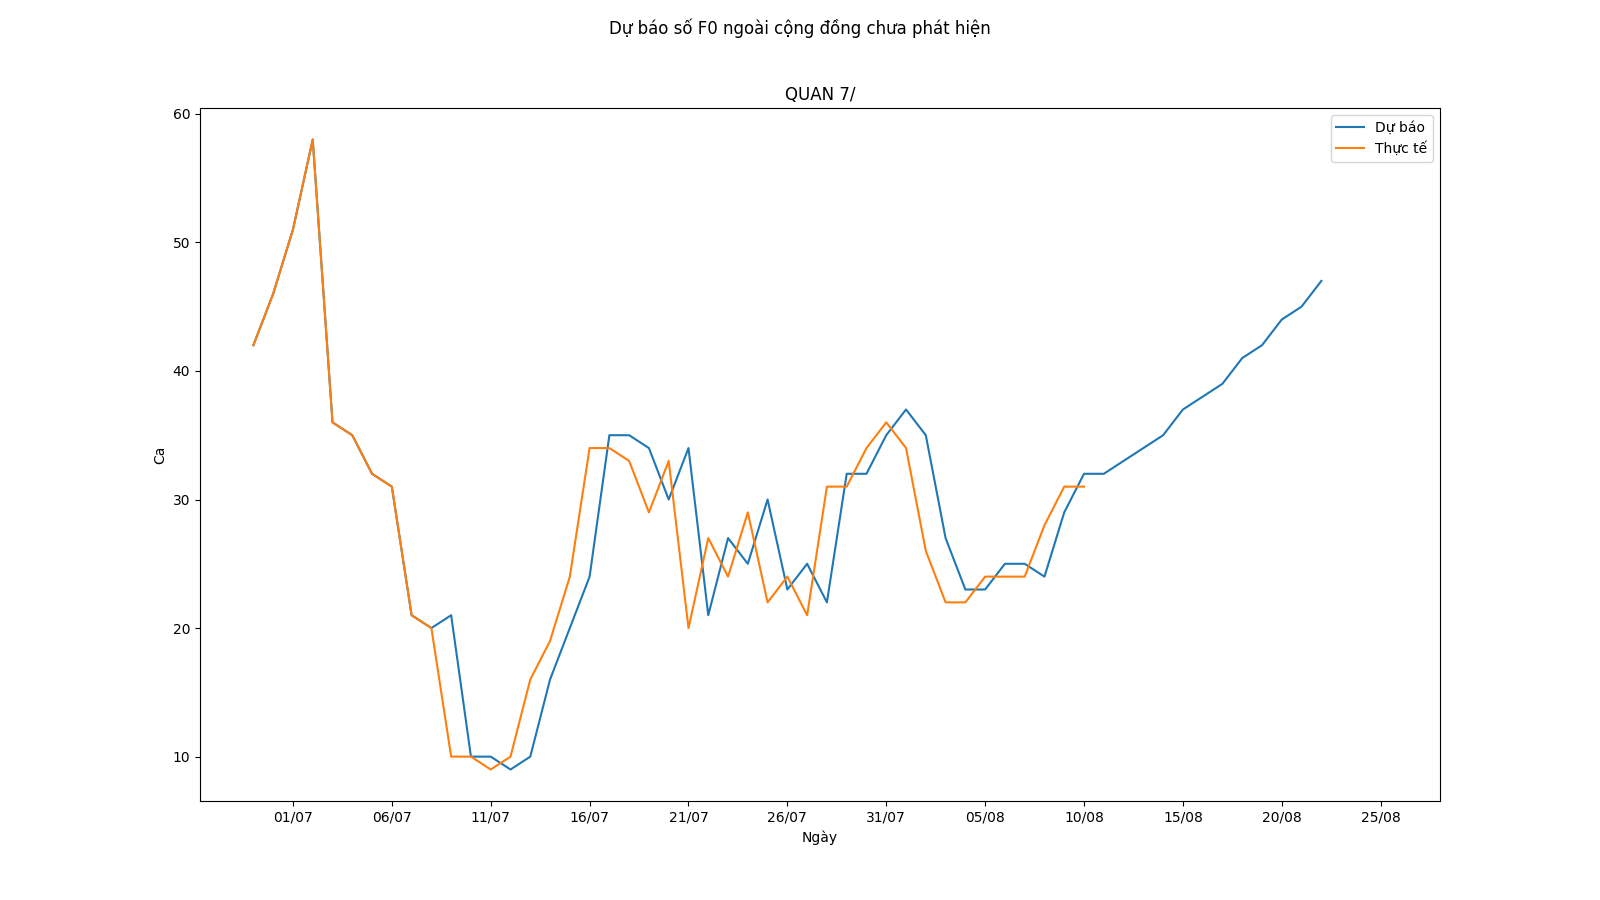 Dự báo số F0 ngoài cộng đồng chưa phát hiện
QUAN 7/
Dự báo
Thực tế
60
50
40
30
20
10
Ca
01/07 06/07 11/07 16/07 21/07 26/07 31/07 05/08 10/08 15/08 20/08 25/08
Ngày